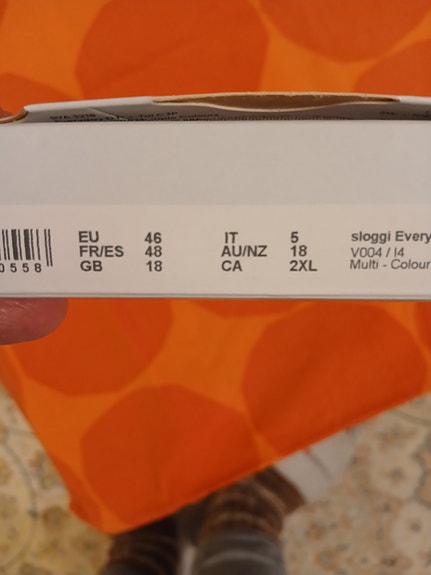 0558
EU 46 IT 5 sloggi Every
FR/ES 48 AU/NZ 18 V004 / I4
GB 18 CA 2XL Multi - Colour